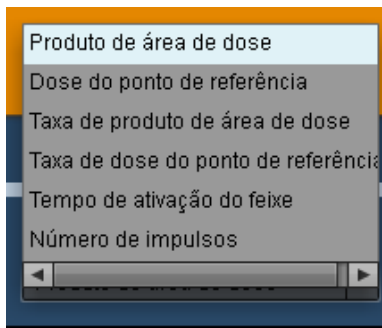 Produto de área de dose
Dose do ponto de referência
Taxa de produto de área de dose
Taxa de dose do ponto de referência
Tempo de ativação do feixe
Número de impulsos